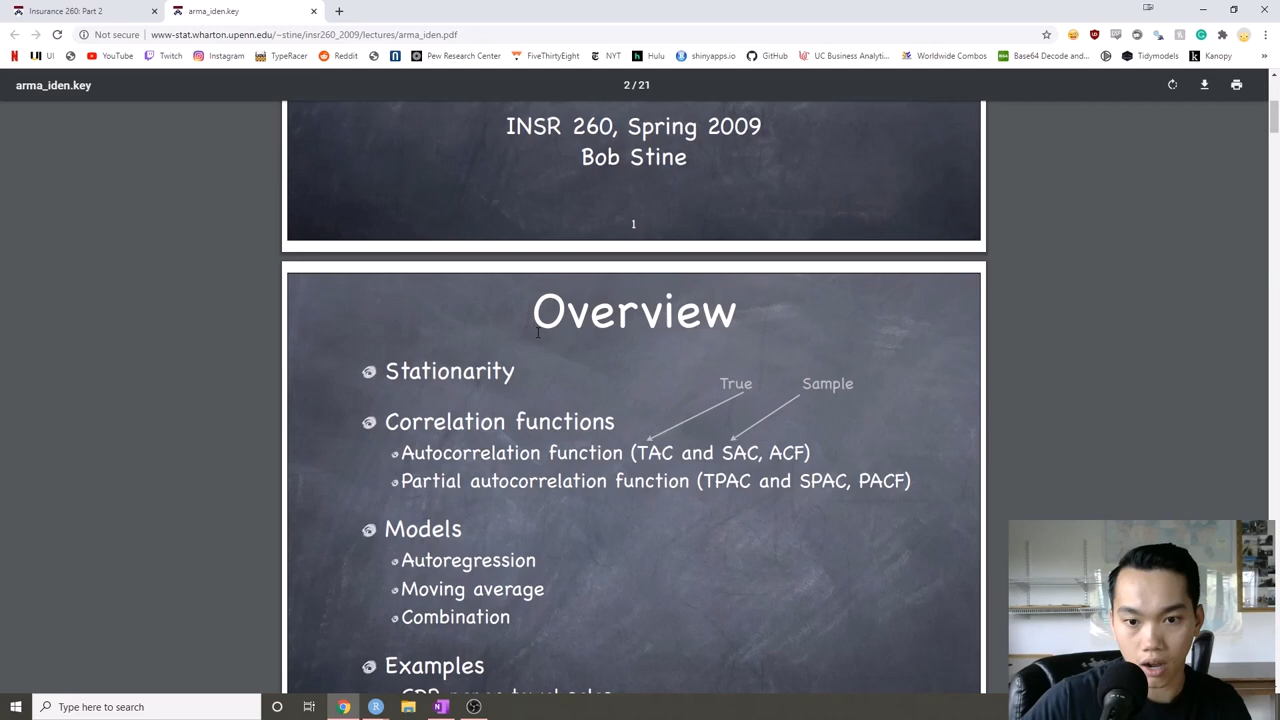 Insurance 260: Part 2
arma_iden.key
Not secure
www-stat.wharton.upenn.edu/~stine/insr260_2009/lectures/arma_iden.pdf
UI
YouTube
Twitch
Instagram
TypeRacer
Reddit
Pew Research Center
FiveThirtyEight
NYT
Hulu
shinyapps.io
GitHub
UC Business Analyti...
Worldwide Combos
Base64 Decode and...
Tidymodels
Kanopy
arma_iden.key
2 / 21
INSR 260, Spring 2009
Bob Stine
1
Overview
Stationarity
True
Sample
Correlation functions
Autocorrelation function (TAC and SAC, ACF)
Partial autocorrelation function (TPAC and SPAC, PACF)
Models
Autoregression
Moving average
Combination
Examples
Type here to search